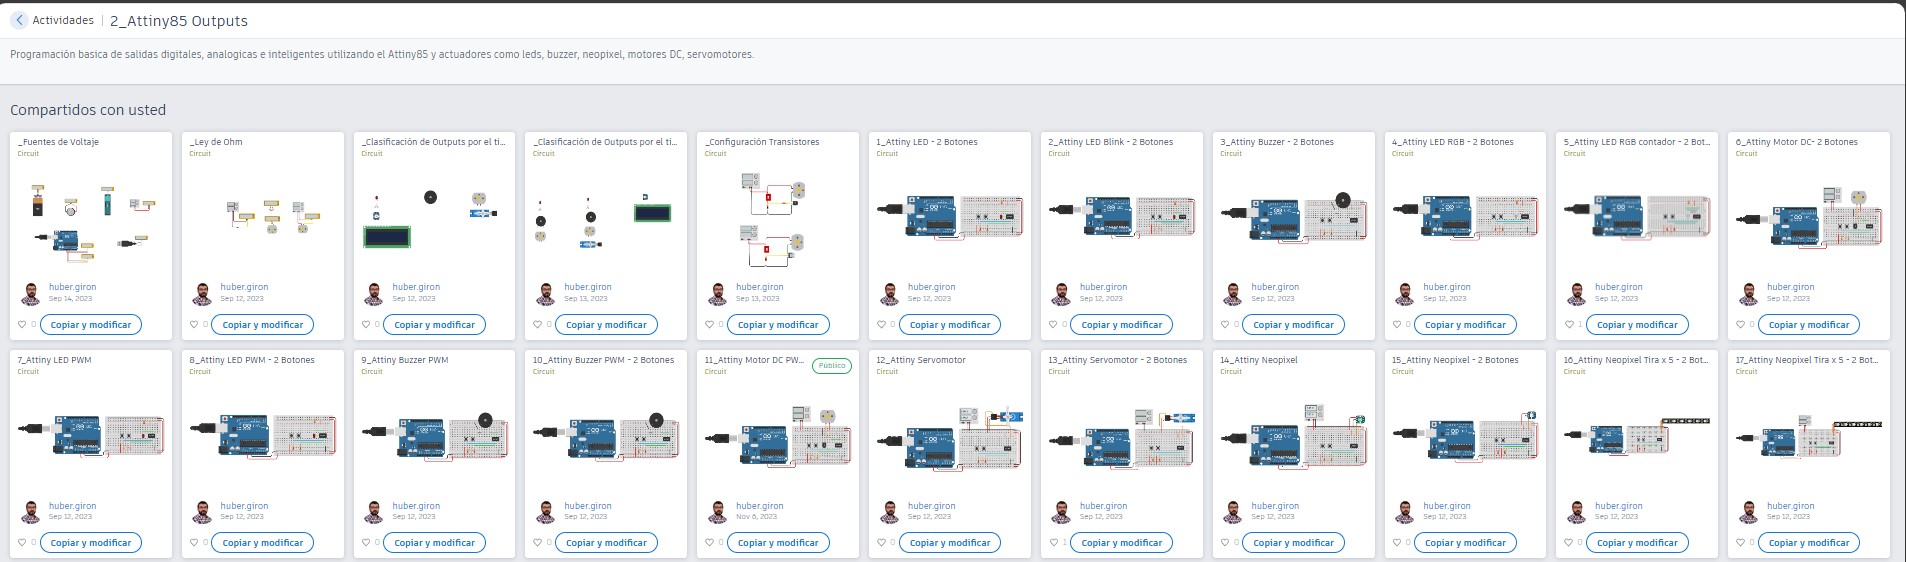 Actividades | 2_Attiny85 Outputs
Programación basica de salidas digitales, analogicas e inteligentes utilizando el Attiny85 y actuadores como leds, buzzer, neopixel, motores DC, servomotores.
Compartidos con usted
_Fuentes de Voltaje
Circuit
huber.giron
Sep 14, 2023
0 Copiar y modificar
_Ley de Ohm
Circuit
huber.giron
Sep 12, 2023
0 Copiar y modificar
_Clasificación de Outputs por el ti...
Circuit
huber.giron
Sep 12, 2023
0 Copiar y modificar
_Clasificación de Outputs por el ti...
Circuit
huber.giron
Sep 13, 2023
0 Copiar y modificar
_Configuración Transistores
Circuit
huber.giron
Sep 13, 2023
0 Copiar y modificar
1_Attiny LED - 2 Botones
Circuit
huber.giron
Sep 12, 2023
0 Copiar y modificar
2_Attiny LED Blink - 2 Botones
Circuit
huber.giron
Sep 12, 2023
0 Copiar y modificar
3_Attiny Buzzer - 2 Botones
Circuit
huber.giron
Sep 12, 2023
0 Copiar y modificar
4_Attiny LED RGB - 2 Botones
Circuit
huber.giron
Sep 12, 2023
0 Copiar y modificar
5_Attiny LED RGB contador - 2 Bot...
Circuit
huber.giron
Sep 12, 2023
1 Copiar y modificar
6_Attiny Motor DC- 2 Botones
Circuit
huber.giron
Sep 12, 2023
0 Copiar y modificar
7_Attiny LED PWM
Circuit
huber.giron
Sep 12, 2023
0 Copiar y modificar
8_Attiny LED PWM - 2 Botones
Circuit
huber.giron
Sep 12, 2023
0 Copiar y modificar
9_Attiny Buzzer PWM
Circuit
huber.giron
Sep 12, 2023
0 Copiar y modificar
10_Attiny Buzzer PWM - 2 Botones
Circuit
huber.giron
Sep 12, 2023
0 Copiar y modificar
11_Attiny Motor DC PW... Público
Circuit
huber.giron
Nov 6, 2023
0 Copiar y modificar
12_Attiny Servomotor
Circuit
huber.giron
Sep 12, 2023
0 Copiar y modificar
13_Attiny Servomotor - 2 Botones
Circuit
huber.giron
Sep 12, 2023
1 Copiar y modificar
14_Attiny Neopixel
Circuit
huber.giron
Sep 12, 2023
0 Copiar y modificar
15_Attiny Neopixel - 2 Botones
Circuit
huber.giron
Sep 12, 2023
0 Copiar y modificar
16_Attiny Neopixel Tira x 5 - 2 Bot...
Circuit
huber.giron
Sep 12, 2023
0 Copiar y modificar
17_Attiny Neopixel Tira x 5 - 2 Bot...
Circuit
huber.giron
Sep 12, 2023
0 Copiar y modificar